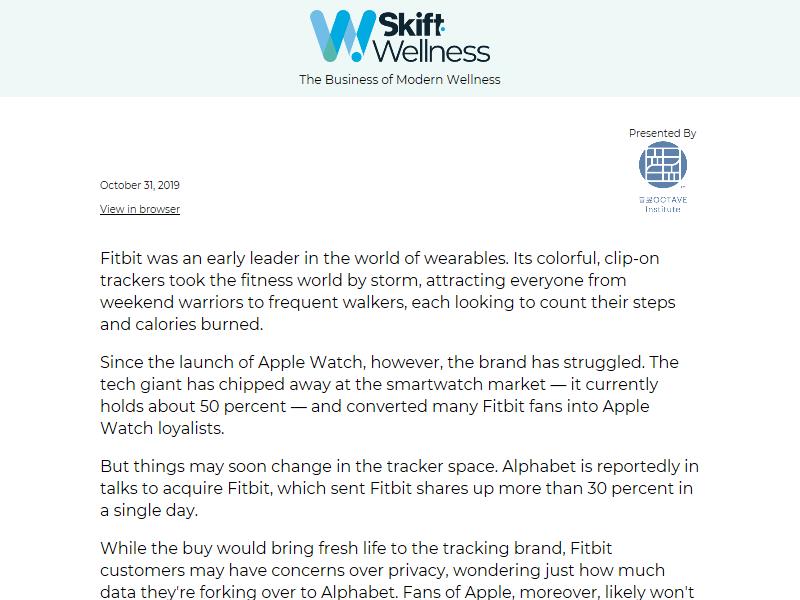 Skift
Wellness
The Business of Modern Wellness
Presented By
OCTAVE
Institute
October 31, 2019
View in browser
Fitbit was an early leader in the world of wearables. Its colorful, clip-on
trackers took the fitness world by storm, attracting everyone from
weekend warriors to frequent walkers, each looking to count their steps
and calories burned.
Since the launch of Apple Watch, however, the brand has struggled. The
tech giant has chipped away at the smartwatch market — it currently
holds about 50 percent — and converted many Fitbit fans into Apple
Watch loyalists.
But things may soon change in the tracker space. Alphabet is reportedly in
talks to acquire Fitbit, which sent Fitbit shares up more than 30 percent in
a single day.
While the buy would bring fresh life to the tracking brand, Fitbit
customers may have concerns over privacy, wondering just how much
data they're forking over to Alphabet. Fans of Apple, moreover, likely won't